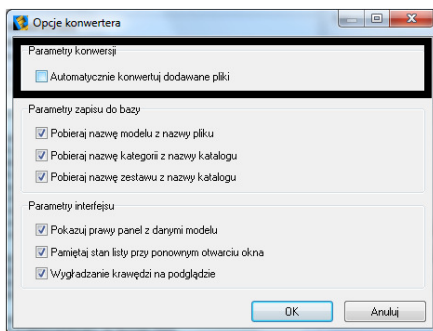 Opcje konwertera
Parametry konwersji
Automatycznie konwertuj dodawane pliki
Parametry zapisu do bazy
Pobieraj nazwę modelu z nazwy pliku
Pobieraj nazwę kategorii z nazwy katalogu
Pobieraj nazwę zestawu z nazwy katalogu
Parametry interfejsu
Pokazuj prawy panel z danymi modelu
Pamiętaj stan listy przy ponownym otwarciu okna
Wygładzanie krawędzi na podglądzie
OK Anuluj